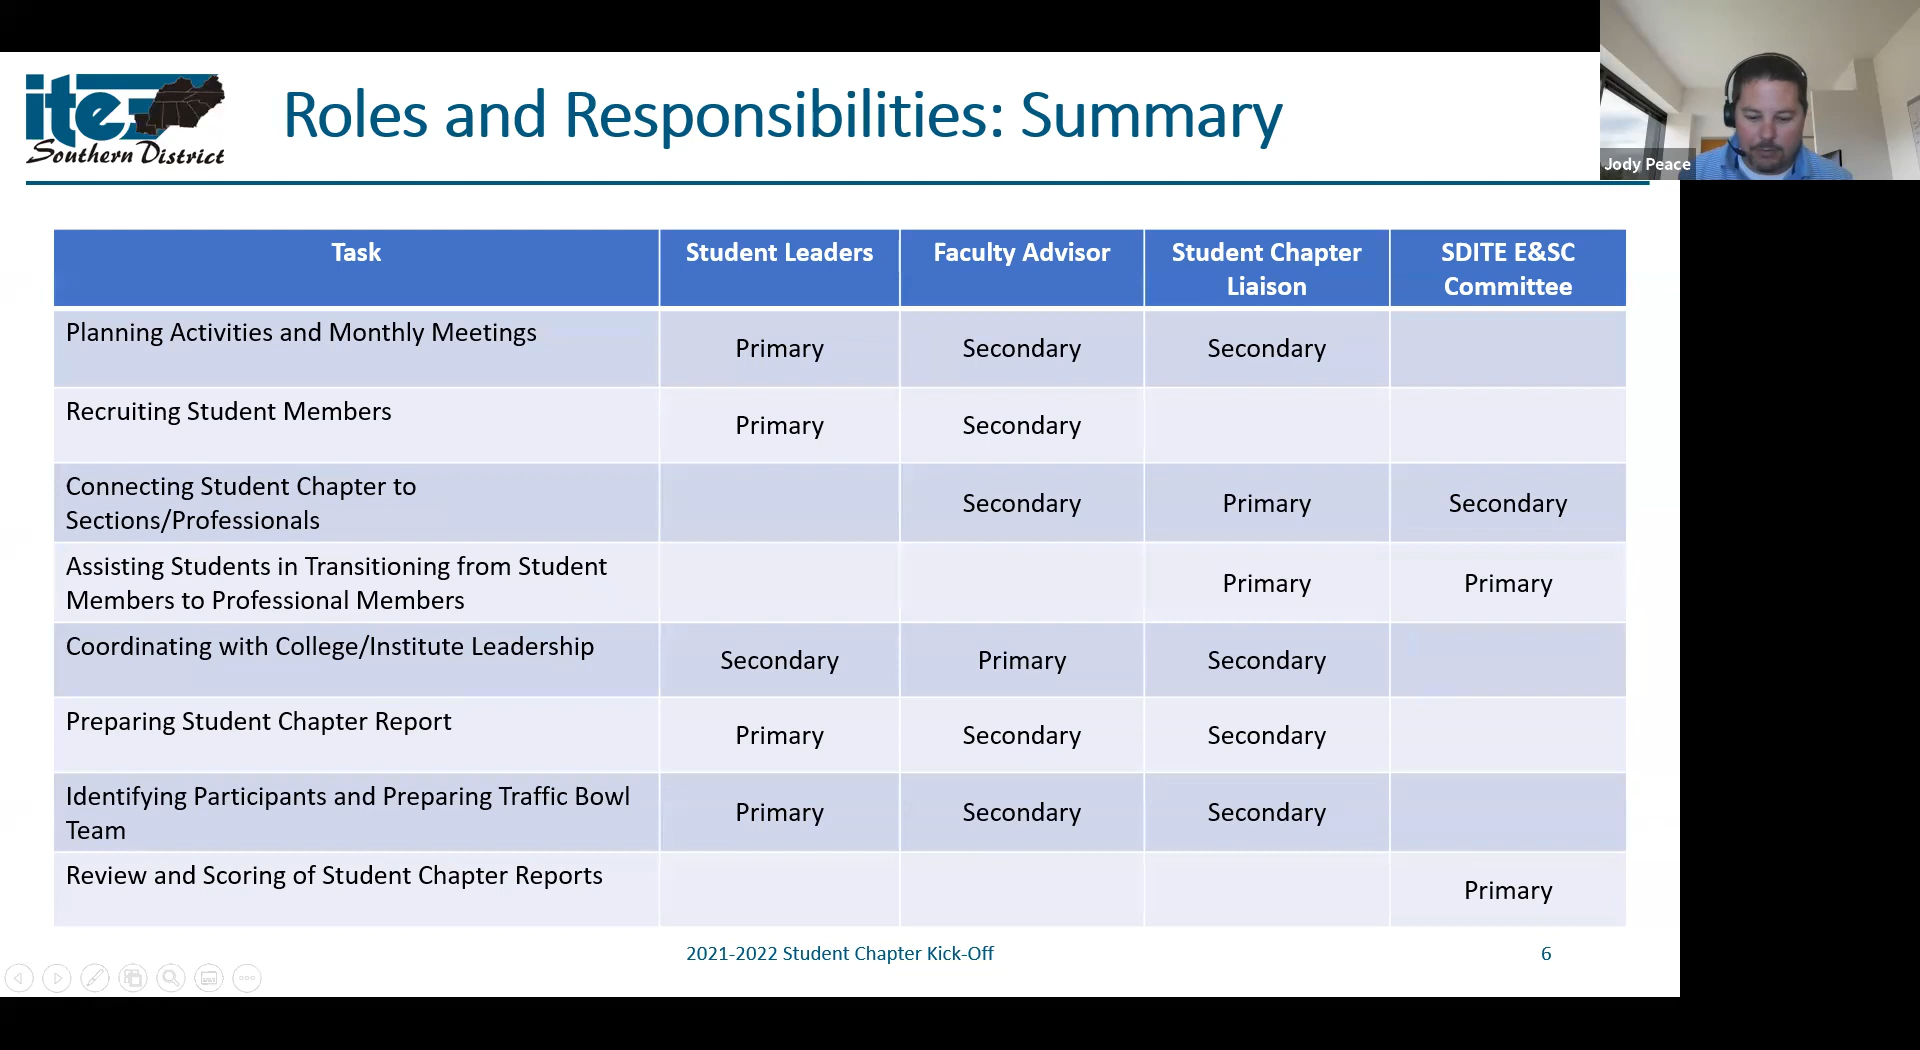 ite
Southern District
Roles and Responsibilities: Summary
Jody Peace
Task Student Leaders Faculty Advisor Student Chapter Liaison SDITE E&SC Committee
Planning Activities and Monthly Meetings Primary Secondary Secondary
Recruiting Student Members Primary Secondary
Connecting Student Chapter to Sections/Professionals Secondary Primary Secondary
Assisting Students in Transitioning from Student Members to Professional Members Primary Primary
Coordinating with College/Institute Leadership Secondary Primary Secondary
Preparing Student Chapter Report Primary Secondary Secondary
Identifying Participants and Preparing Traffic Bowl Team Primary Secondary Secondary
Review and Scoring of Student Chapter Reports Primary
2021-2022 Student Chapter Kick-Off 6